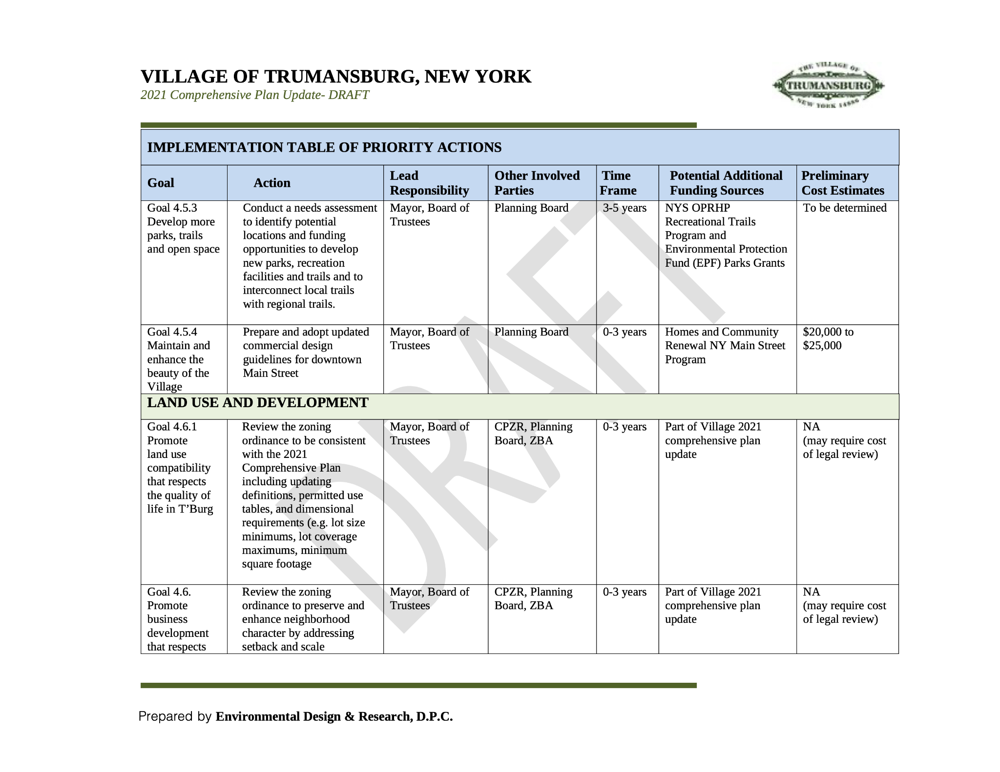 VILLAGE OF TRUMANSBURG, NEW YORK
2021 Comprehensive Plan Update- DRAFT
THE VILLAGE OF
TRUMANSBURG
NEW YORK 14886
IMPLEMENTATION TABLE OF PRIORITY ACTIONS
Goal
Action
Lead
Responsibility
Other Involved
Parties
Time
Frame
Potential Additional
Funding Sources
Preliminary
Cost Estimates
Goal 4.5.3
Develop more
parks, trails
and open space
Conduct a needs assessment
to identify potential
locations and funding
opportunities to develop
new parks, recreation
facilities and trails and to
interconnect local trails
with regional trails.
Mayor, Board of
Trustees
Planning Board
3-5 years
NYS OPRHP
Recreational Trails
Program and
Environmental Protection
Fund (EPF) Parks Grants
To be determined
Goal 4.5.4
Maintain and
enhance the
beauty of the
Village
Prepare and adopt updated
commercial design
guidelines for downtown
Main Street
Mayor, Board of
Trustees
Planning Board
0-3 years
Homes and Community
Renewal NY Main Street
Program
$20,000 to
$25,000
LAND USE AND DEVELOPMENT
Goal 4.6.1
Promote
land use
compatibility
that respects
the quality of
life in T’Burg
Review the zoning
ordinance to be consistent
with the 2021
Comprehensive Plan
including updating
definitions, permitted use
tables, and dimensional
requirements (e.g. lot size
minimums, lot coverage
maximums, minimum
square footage
Mayor, Board of
Trustees
CPZR, Planning
Board, ZBA
0-3 years
Part of Village 2021
comprehensive plan
update
NA
(may require cost
of legal review)
Goal 4.6.
Promote
business
development
that respects
Review the zoning
ordinance to preserve and
enhance neighborhood
character by addressing
setback and scale
Mayor, Board of
Trustees
CPZR, Planning
Board, ZBA
0-3 years
Part of Village 2021
comprehensive plan
update
NA
(may require cost
of legal review)
DRAFT
Prepared by Environmental Design & Research, D.P.C.